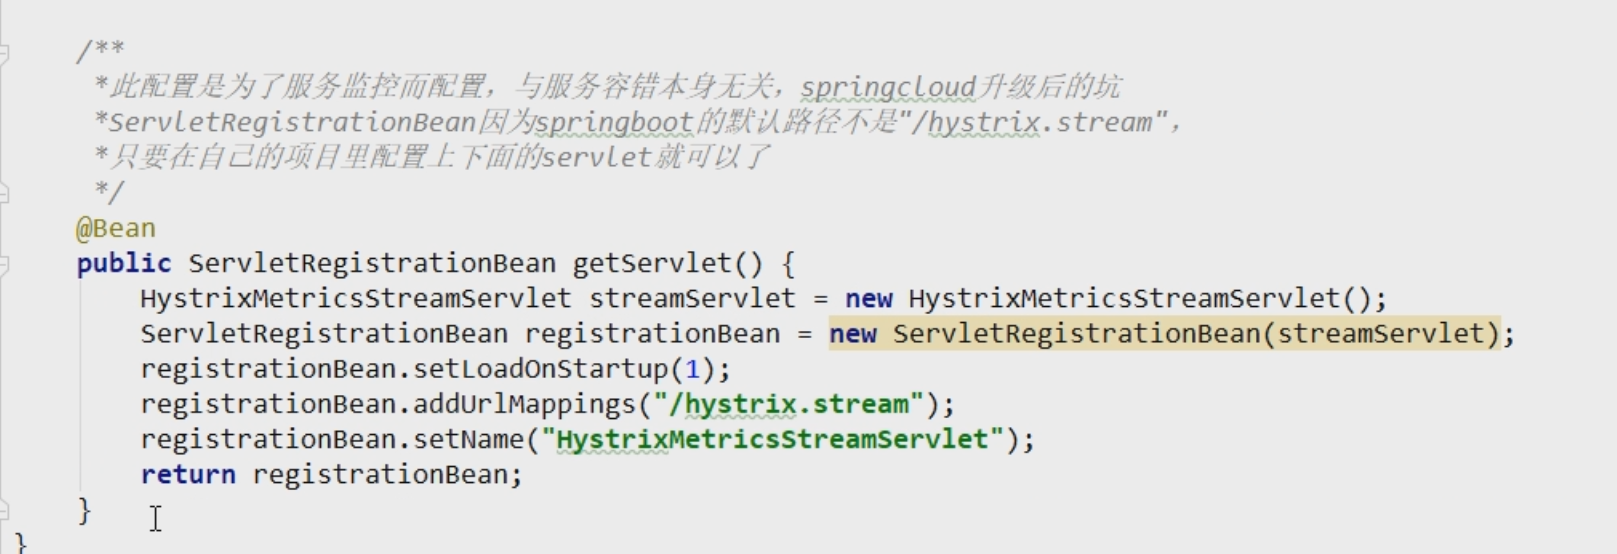 /**
*此配置是为了服务监控而配置，与服务容错本身无关，springcloud升级后的坑
*ServletRegistrationBean因为springboot的默认路径不是"/hystrix.stream"，
*只要在自己的项目里配置上下面的servlet就可以了
*/
@Bean
public ServletRegistrationBean getServlet() {
HystrixMetricsStreamServlet streamServlet = new HystrixMetricsStreamServlet();
ServletRegistrationBean registrationBean = new ServletRegistrationBean(streamServlet);
registrationBean.setLoadOnStartup(1);
registrationBean.addUrlMappings("/hystrix.stream");
registrationBean.setName("HystrixMetricsStreamServlet");
return registrationBean;
}
}